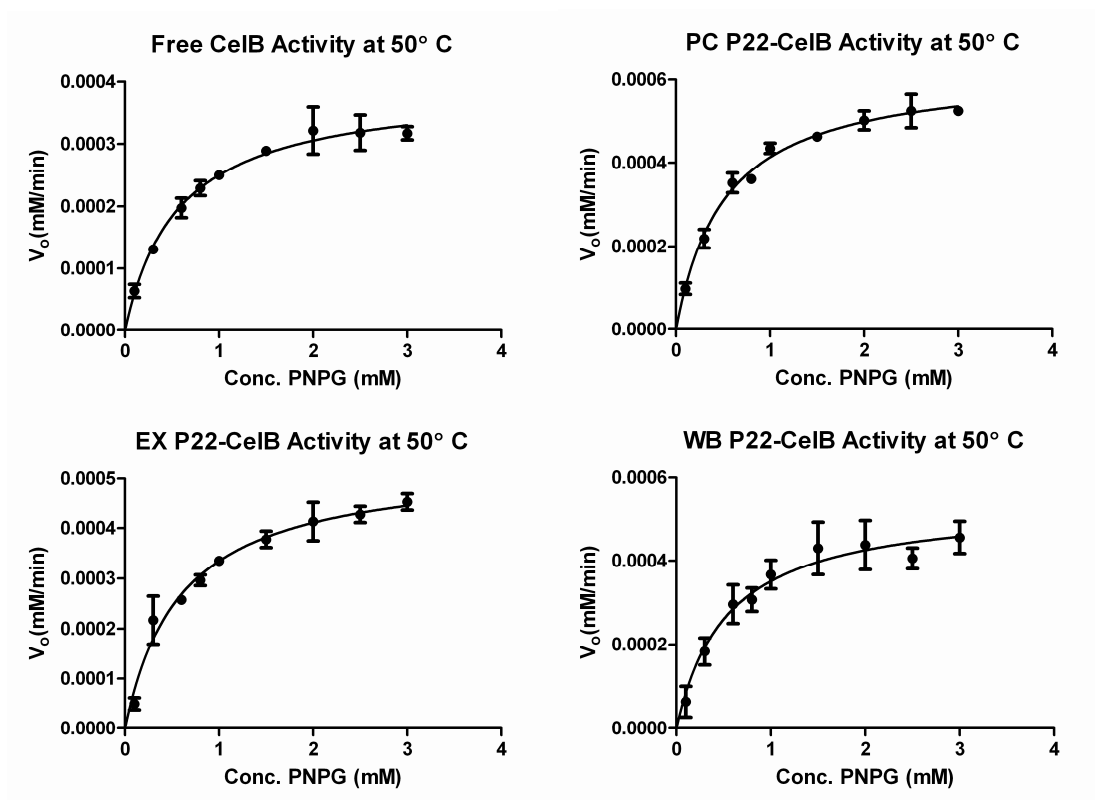 Free CelB Activity at 50° C
0.0004
0.0003
0.0002
0.0001
0.0000
Vo(mM/min)
0 1 2 3 4
Conc. PNPG (mM)
PC P22-CelB Activity at 50° C
0.0006
0.0004
0.0002
0.0000
Vo(mM/min)
0 1 2 3 4
Conc. PNPG (mM)
EX P22-CelB Activity at 50° C
0.0005
0.0004
0.0003
0.0002
0.0001
0.0000
Vo(mM/min)
0 1 2 3 4
Conc. PNPG (mM)
WB P22-CelB Activity at 50° C
0.0006
0.0004
0.0002
0.0000
Vo(mM/min)
0 1 2 3 4
Conc. PNPG (mM)